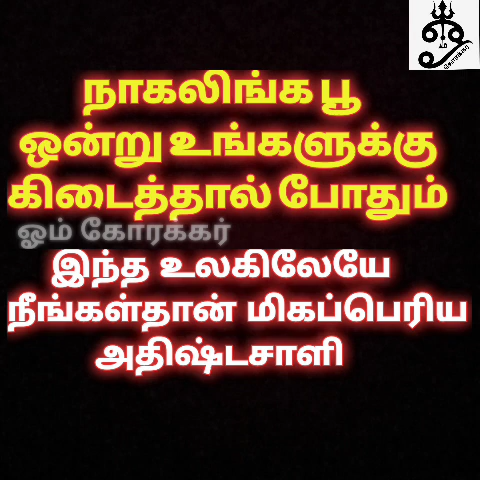 நாகலிங்க பூ
ஒன்று உங்களுக்கு
கிடைத்தால் போதும்
ஓம் கோரக்கர்
இந்த உலகிலேயே
நீங்கள்தான் மிகப்பெரிய
அதிஷ்டசாலி